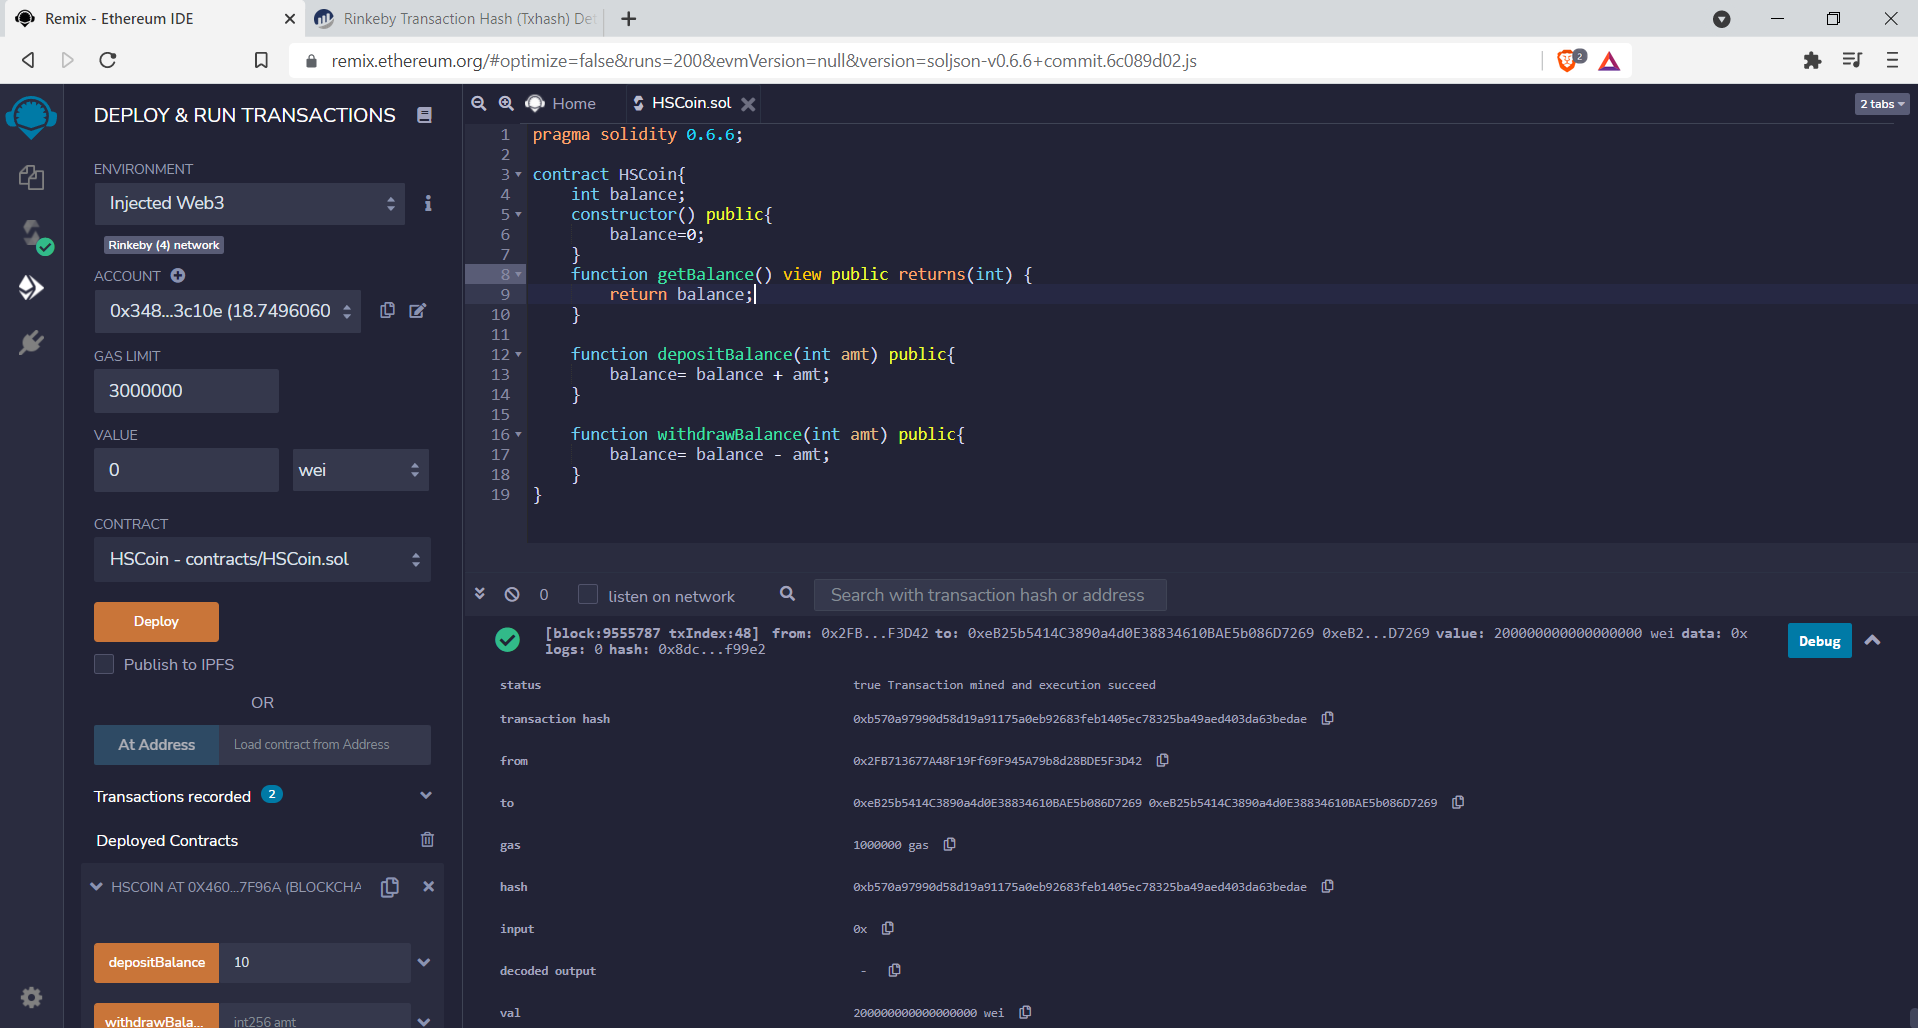 Remix - Ethereum IDE
Rinkeby Transaction Hash (Txhash) Det
remix.ethereum.org/#optimize=false&runs=200&evmVersion=null&version=soljson-v0.6.6+commit.6c089d02.js
2
DEPLOY & RUN TRANSACTIONS
ENVIRONMENT
Injected Web3
Rinkeby (4) network
ACCOUNT
0x348...3c10e (18.7496060
GAS LIMIT
3000000
VALUE
0
wei
CONTRACT
HSCoin - contracts/HSCoin.sol
Deploy
Publish to IPFS
OR
At Address
Load contract from Address
Transactions recorded 2
Deployed Contracts
HSCOIN AT 0X460...7F96A (BLOCKCHA
depositBalance
10
withdrawBala...
int256 amt
Home
HSCoin.sol
2 tabs
1 pragma solidity 0.6.6;
2
3 contract HSCoin{
4 int balance;
5 constructor() public{
6 balance=0;
7 }
8 function getBalance() view public returns(int) {
9 return balance;
10 }
11
12 function depositBalance(int amt) public{
13 balance= balance + amt;
14 }
15
16 function withdrawBalance(int amt) public{
17 balance= balance - amt;
18 }
19 }
0
listen on network
Search with transaction hash or address
[block:9555787 txIndex:48] from: 0x2FB...F3D42 to: 0xeB25b5414C3890a4d0E38834610BAE5b086D7269 0xeB2...D7269 value: 200000000000000000 wei data: 0x
logs: 0 hash: 0x8dc...f99e2
Debug
status true Transaction mined and execution succeed
transaction hash 0xb570a97990d58d19a91175a0eb92683feb1405ec78325ba49aed403da63bedae
from 0x2FB713677A48F19Ff69F945A79b8d28BDE5F3D42
to 0xeB25b5414C3890a4d0E38834610BAE5b086D7269 0xeB25b5414C3890a4d0E38834610BAE5b086D7269
gas 1000000 gas
hash 0xb570a97990d58d19a91175a0eb92683feb1405ec78325ba49aed403da63bedae
input 0x
decoded output -
val 200000000000000000 wei